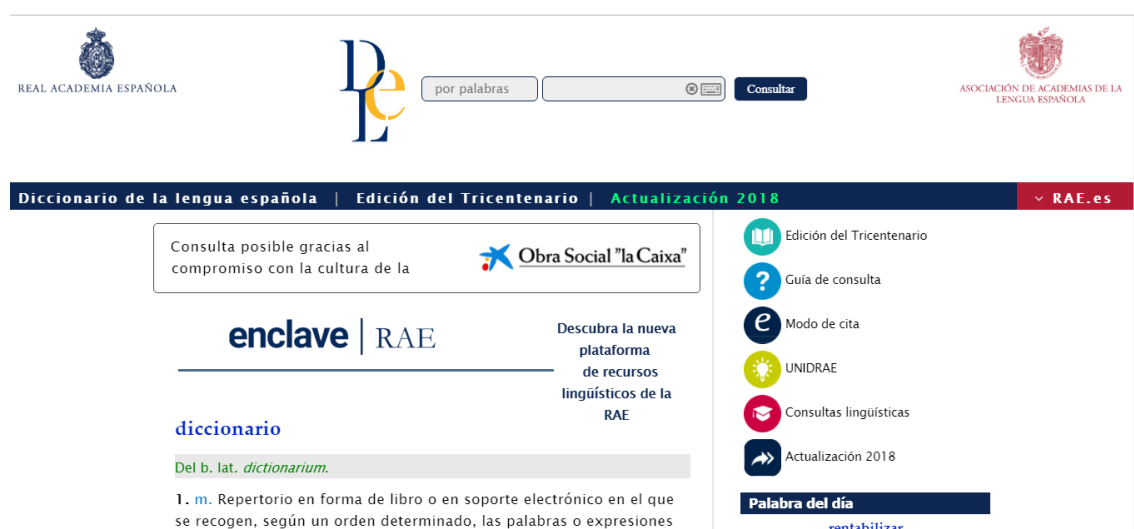 REAL ACADEMIA ESPAÑOLA
DLE
por palabras
Consultar
ASOCIACIÓN DE ACADEMIAS DE LA
LENGUA ESPAÑOLA
Diccionario de la lengua española | Edición del Tricentenario | Actualización 2018
RAE.es
Consulta posible gracias al
compromiso con la cultura de la
Obra Social "la Caixa"
enclave | RAE
Descubra la nueva
plataforma
de recursos
lingüísticos de la
RAE
diccionario
Del b. lat. dictionarium.
1. m. Repertorio en forma de libro o en soporte electrónico en el que
se recogen, según un orden determinado, las palabras o expresiones
Edición del Tricentenario
?
Guía de consulta
e
Modo de cita
UNIDRAE
Consultas lingüísticas
Actualización 2018
Palabra del día
rentabilizar